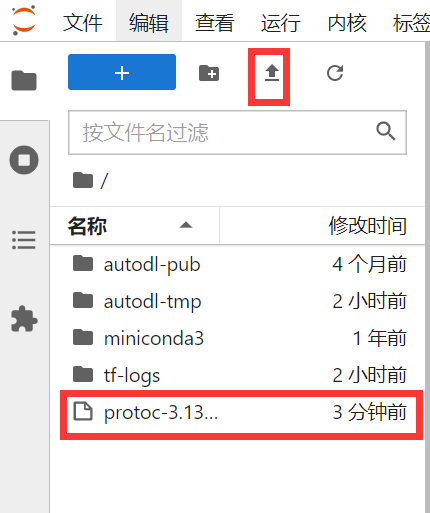 文件 编辑 查看 运行 内核 标签
+
按文件名过滤
/
名称 修改时间
autodl-pub 4 个月前
autodl-tmp 2 小时前
miniconda3 1 年前
tf-logs 2 小时前
protoc-3.13... 3 分钟前